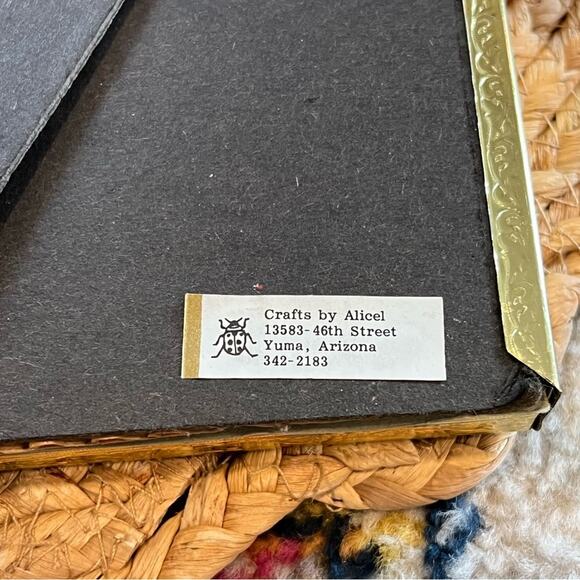 Crafts by Alicel
13583-46th Street
Yuma, Arizona
342-2183